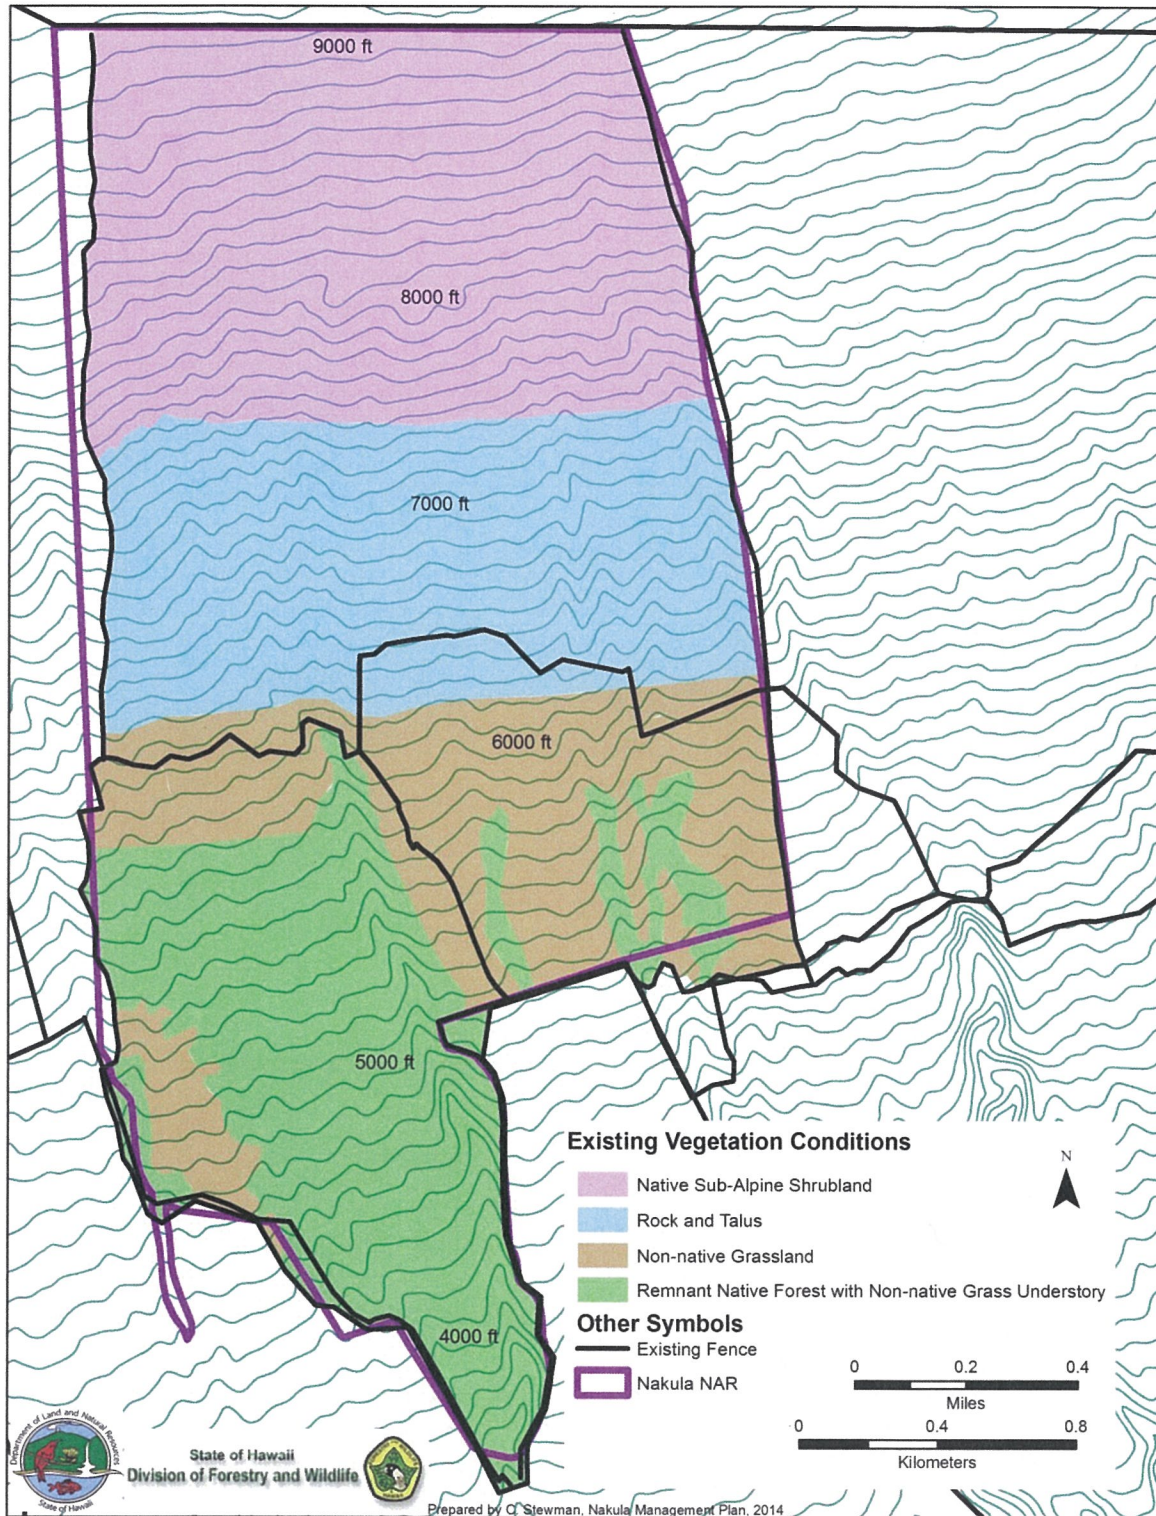 9000 ft
8000 ft
7000 ft
6000 ft
5000 ft
4000 ft
Existing Vegetation Conditions
Native Sub-Alpine Shrubland
Rock and Talus
Non-native Grassland
Remnant Native Forest with Non-native Grass Understory
Other Symbols
Existing Fence
Nakula NAR
N
0 0.2 0.4
Miles
0 0.4 0.8
Kilometers
Department of Land and Natural Resources
State of Hawaii
State of Hawaii
Division of Forestry and Wildlife
Prepared by C. Stewman, Nakula Management Plan, 2014